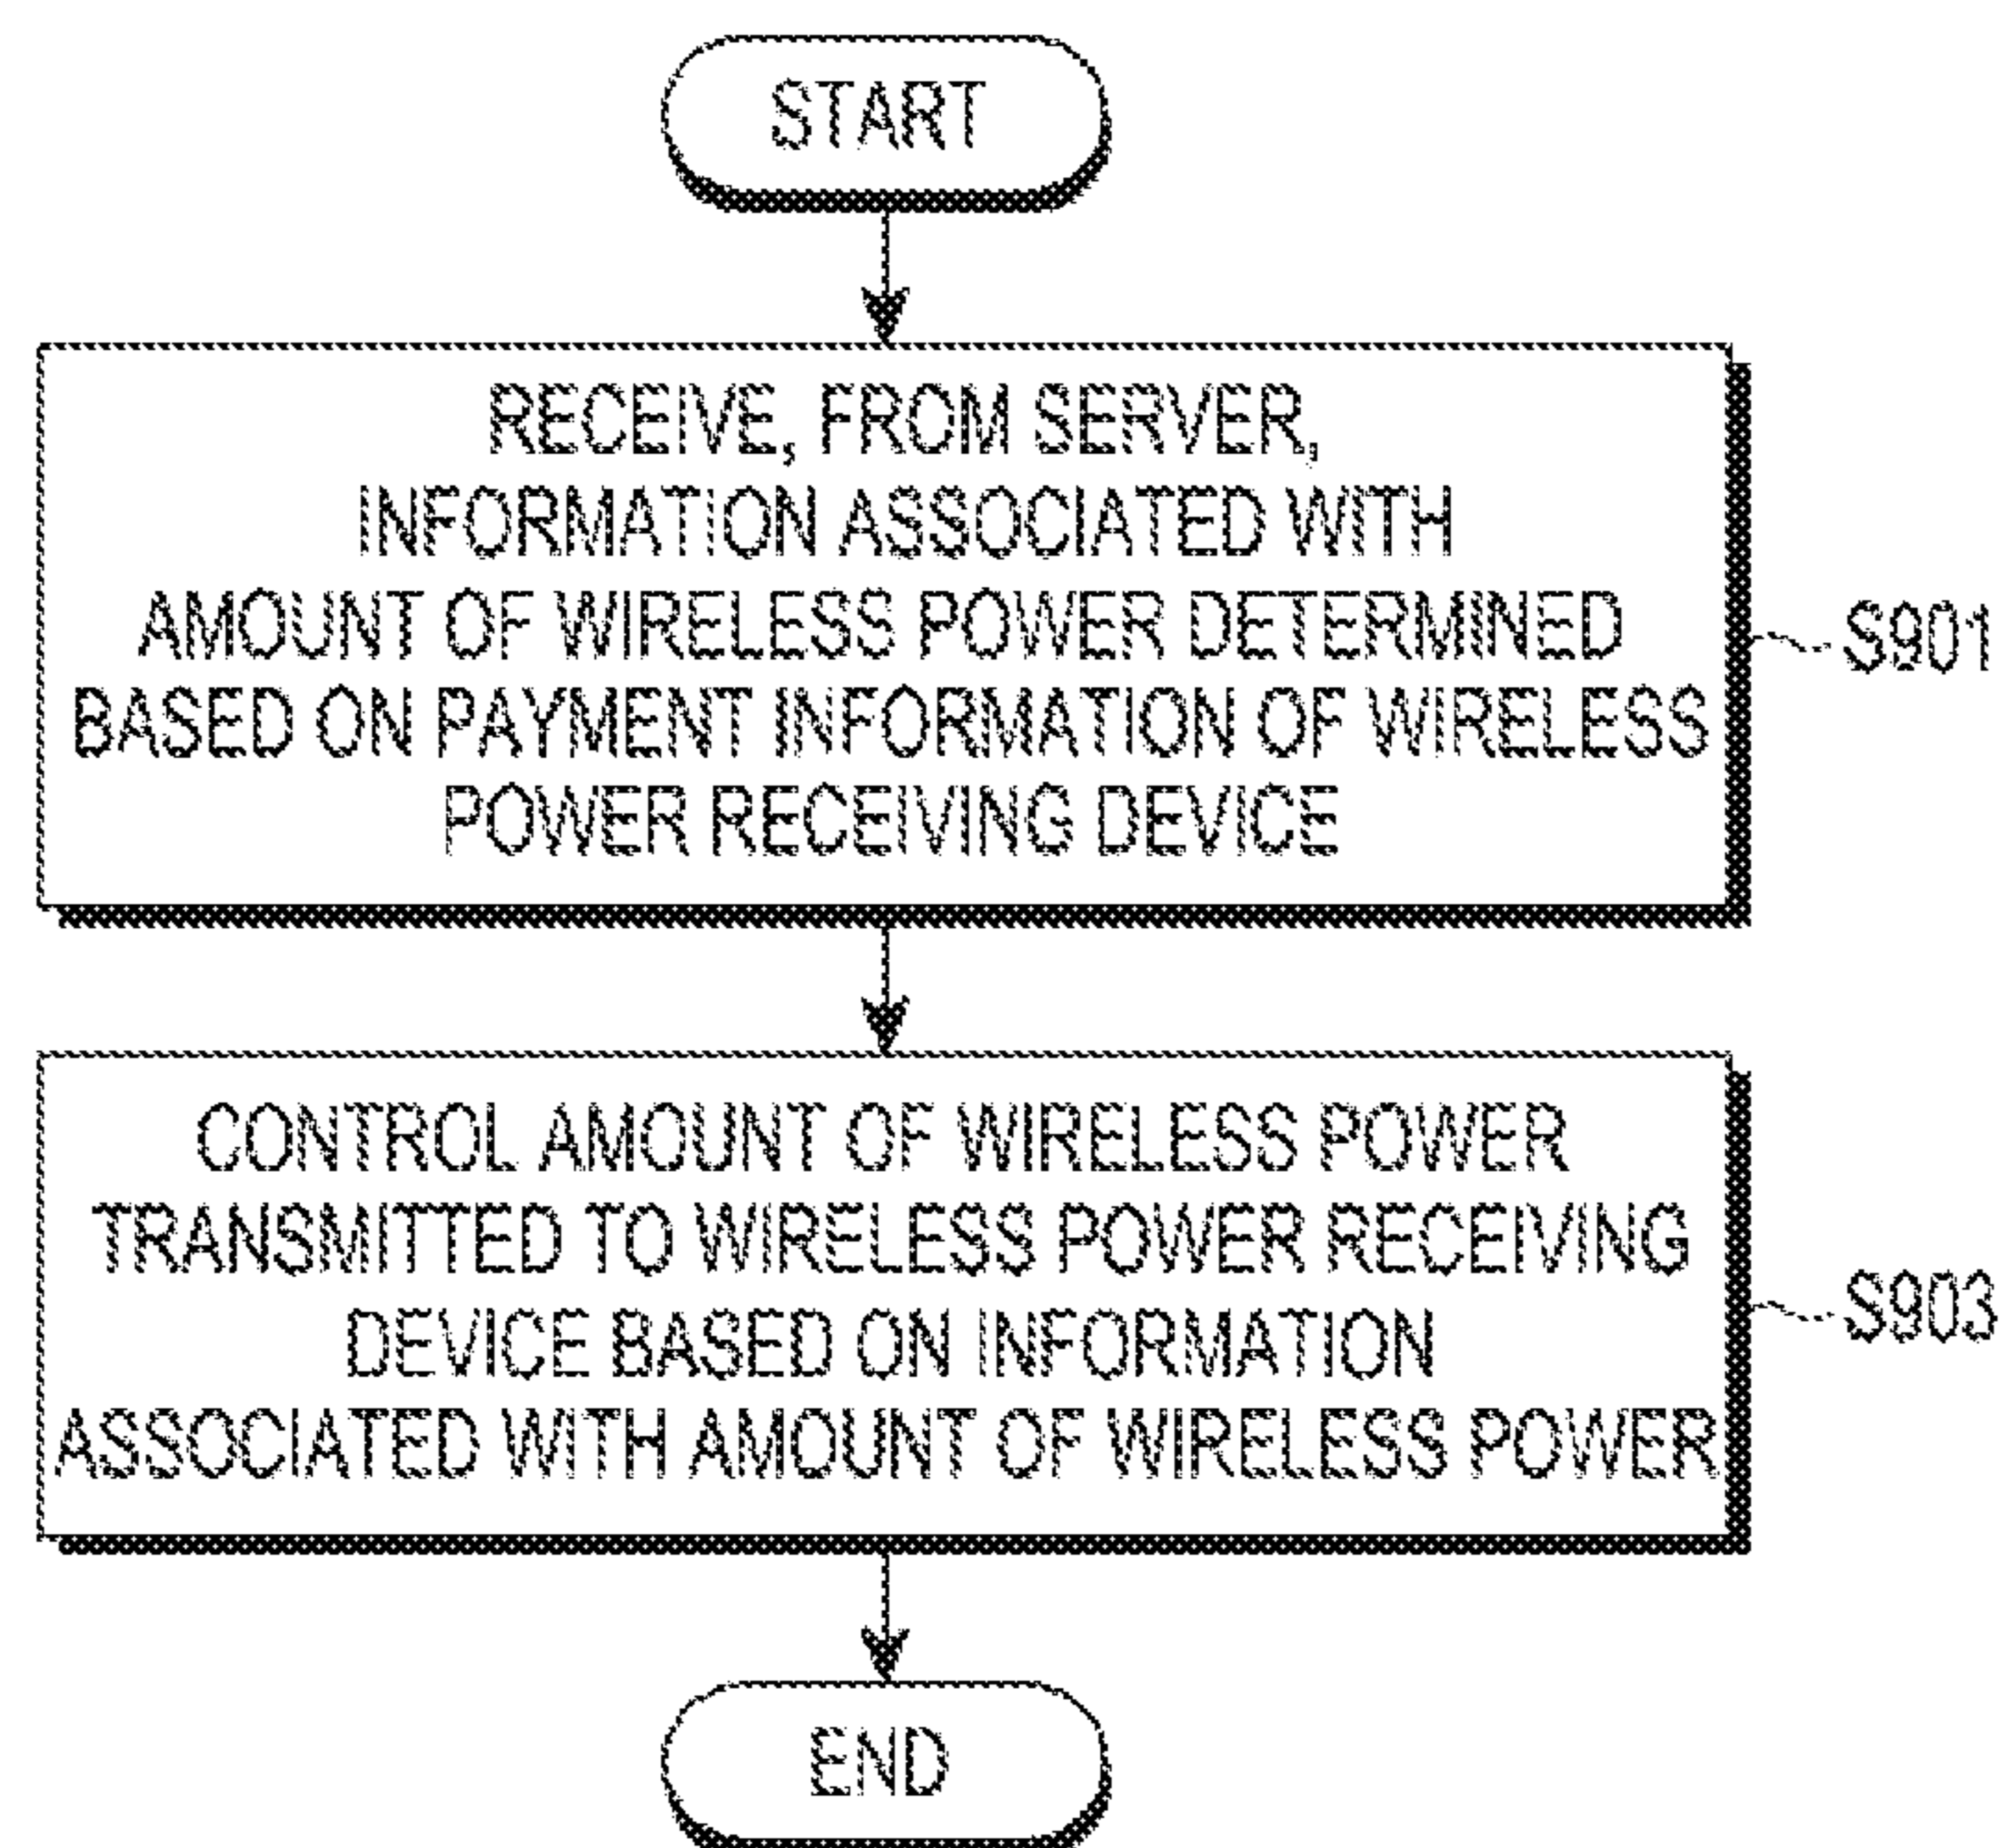 START
RECEIVE, FROM SERVER,
INFORMATION ASSOCIATED WITH
AMOUNT OF WIRELESS POWER DETERMINED
BASED ON PAYMENT INFORMATION OF WIRELESS
POWER RECEIVING DEVICE
S901
CONTROL AMOUNT OF WIRELESS POWER
TRANSMITTED TO WIRELESS POWER RECEIVING
DEVICE BASED ON INFORMATION
ASSOCIATED WITH AMOUNT OF WIRELESS POWER
S903
END